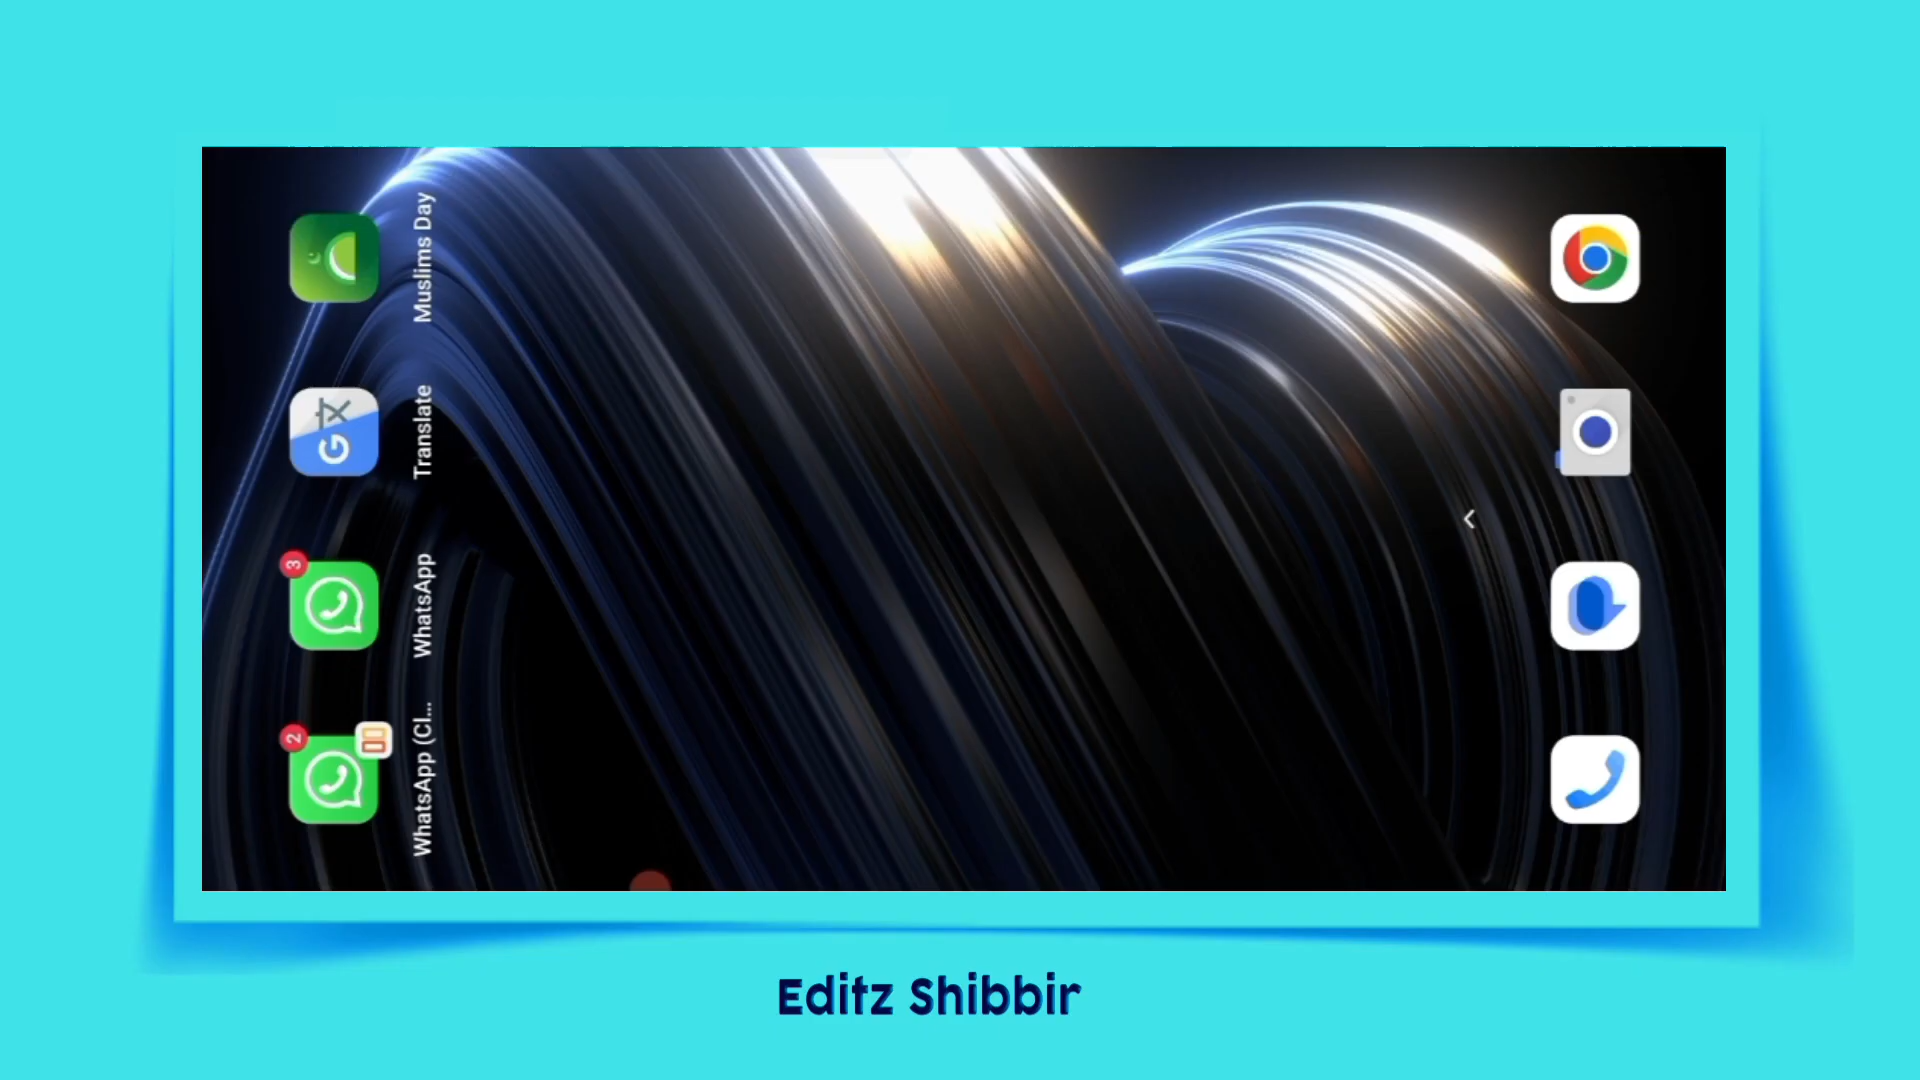 WhatsApp (Cl...
WhatsApp
Translate
Muslims Day
2
3
G
Editz Shibbir